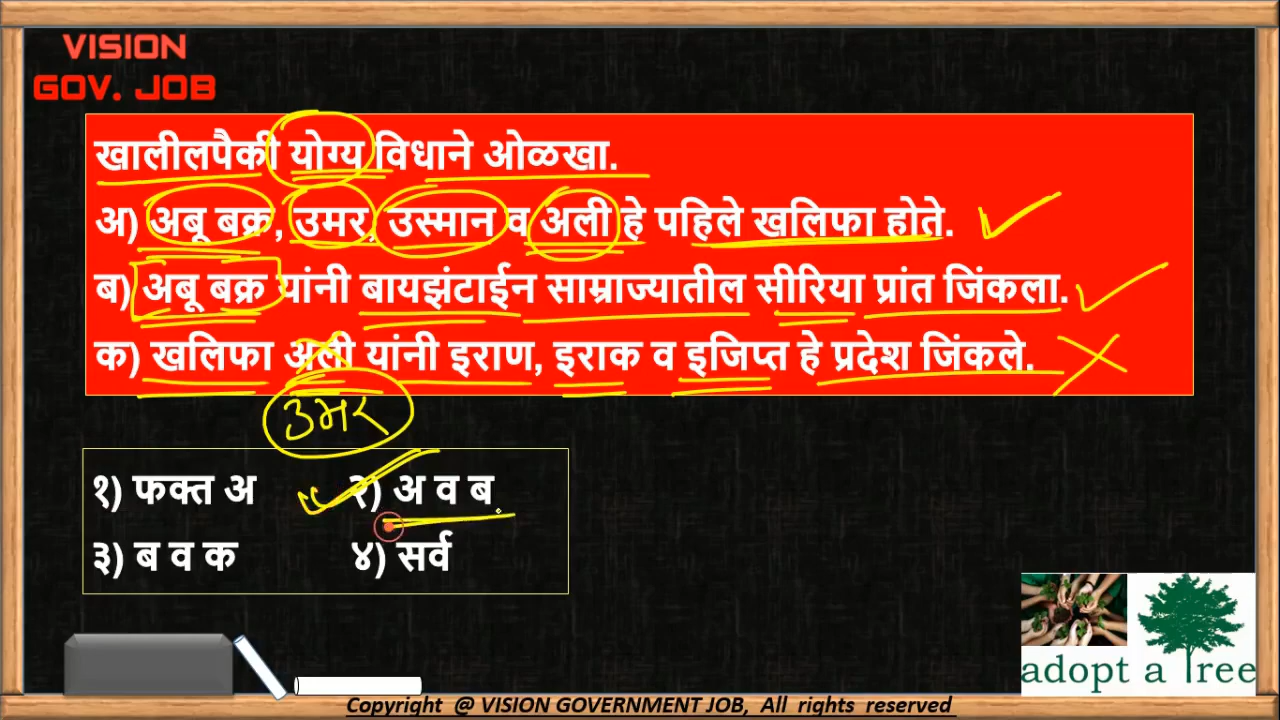 VISION
GOV. JOB
खालीलपैकी योग्य विधाने ओळखा.
अ) अबू बक्र, उमर, उस्मान व अली हे पहिले खलिफा होते.
ब) अबू बक्र यांनी बायझंटाईन साम्राज्यातील सीरिया प्रांत जिंकला.
क) खलिफा अली यांनी इराण, इराक व इजिप्त हे प्रदेश जिंकले.
उमर
१) फक्त अ २) अ व ब
३) ब व क ४) सर्व
adopt a Tree
Copyright @ VISION GOVERNMENT JOB, All rights reserved